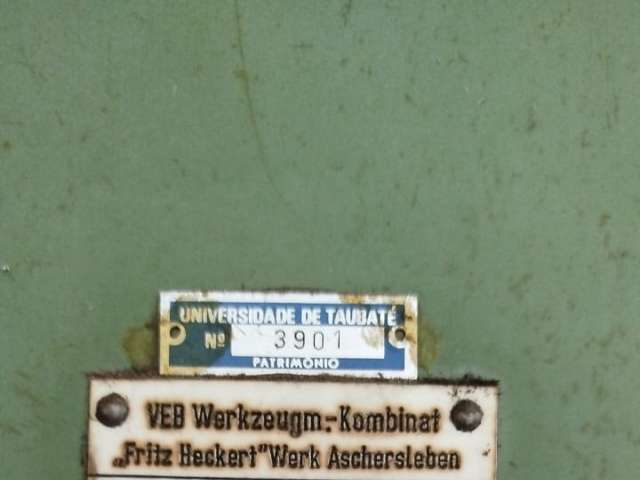 UNIVERSIDADE DE TAUBATÉ
Nº 3901
PATRIMÔNIO
VEB Werkzeugm.-Kombinat
„Fritz Heckert" Werk Aschersleben